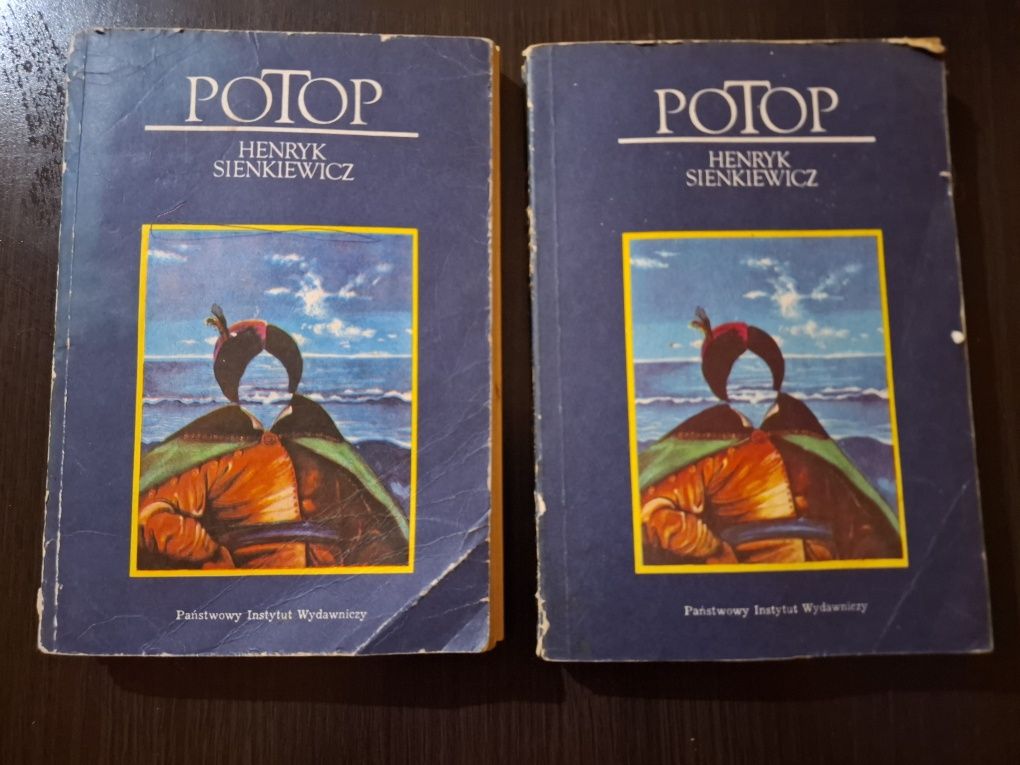 POTOP
HENRYK
SIENKIEWICZ
Państwowy Instytut Wydawniczy
POTOP
HENRYK
SIENKIEWICZ
Państwowy Instytut Wydawniczy